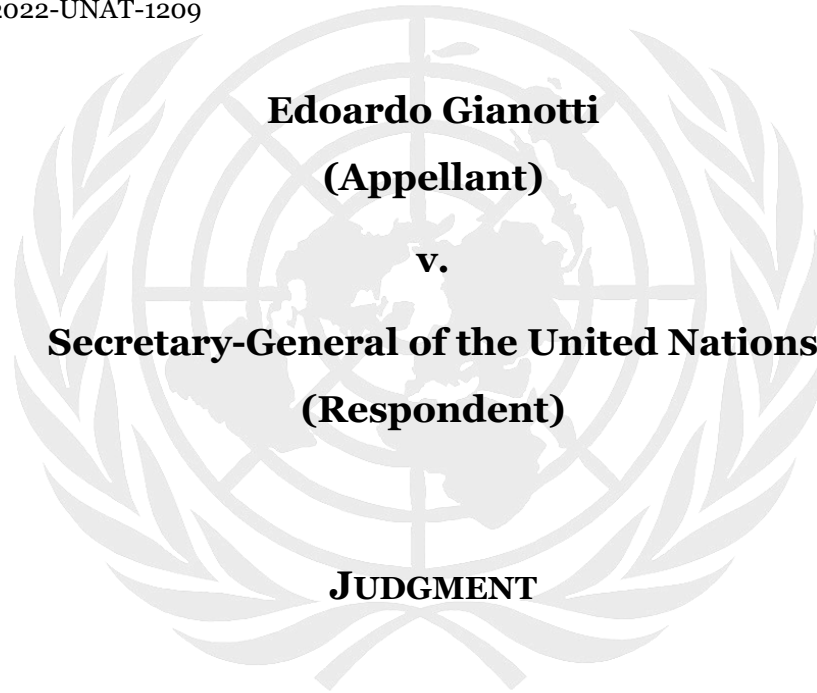 2022-UNAT-1209
Edoardo Gianotti
(Appellant)
v.
Secretary-General of the United Nations
(Respondent)
JUDGMENT